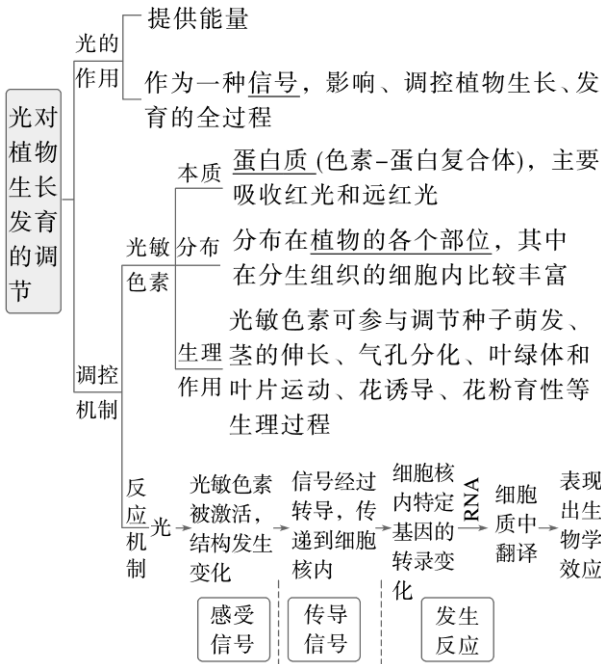 光对
植物
生长
发育
的调
节
光的
作用
提供能量
作为一种信号，影响、调控植物生长、发
育的全过程
调控
机制
光敏
色素
本质
蛋白质(色素-蛋白复合体)，主要
吸收红光和远红光
分布
分布在植物的各个部位，其中
在分生组织的细胞内比较丰富
生理
作用
光敏色素可参与调节种子萌发、
茎的伸长、气孔分化、叶绿体和
叶片运动、花诱导、花粉育性等
生理过程
反
应
机
制
光
光敏色素
被激活，
结构发生
变化
信号经过
转导，传
递到细胞
核内
细胞核
内特定
基因的
转录变
化
RNA
细胞
质中
翻译
表现
出生
物学
效应
感受
信号
传导
信号
发生
反应